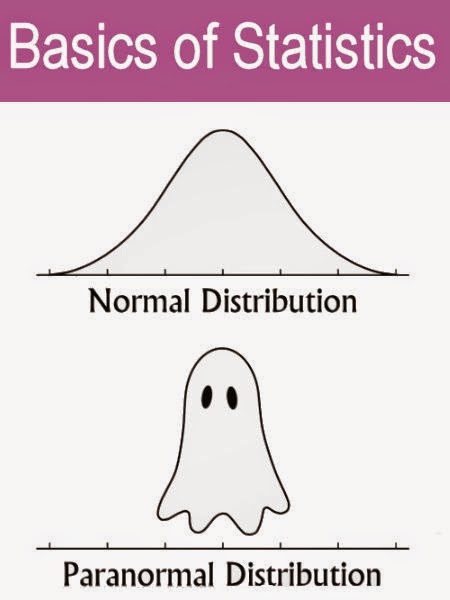 Basics of Statistics
Normal Distribution
Paranormal Distribution